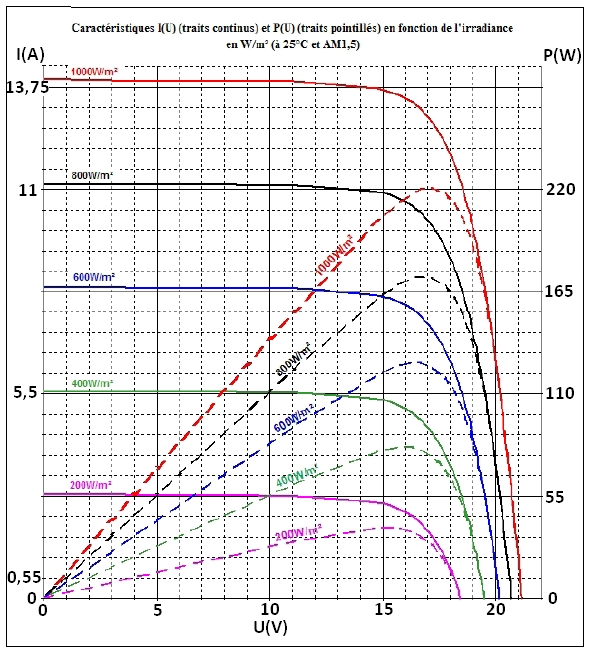 Caractéristiques I(U) (traits continus) et P(U) (traits pointillés) en fonction de l'irradiance
en W/m² (à 25°C et AM1,5)
I(A)
P(W)
1000W/m²
13,75
800W/m²
11
220
1000W/m²
600W/m²
165
800W/m²
400W/m²
5,5
110
600W/m²
400W/m²
200W/m²
55
200W/m²
0,55
0
0
0
5
10
15
20
U(V)